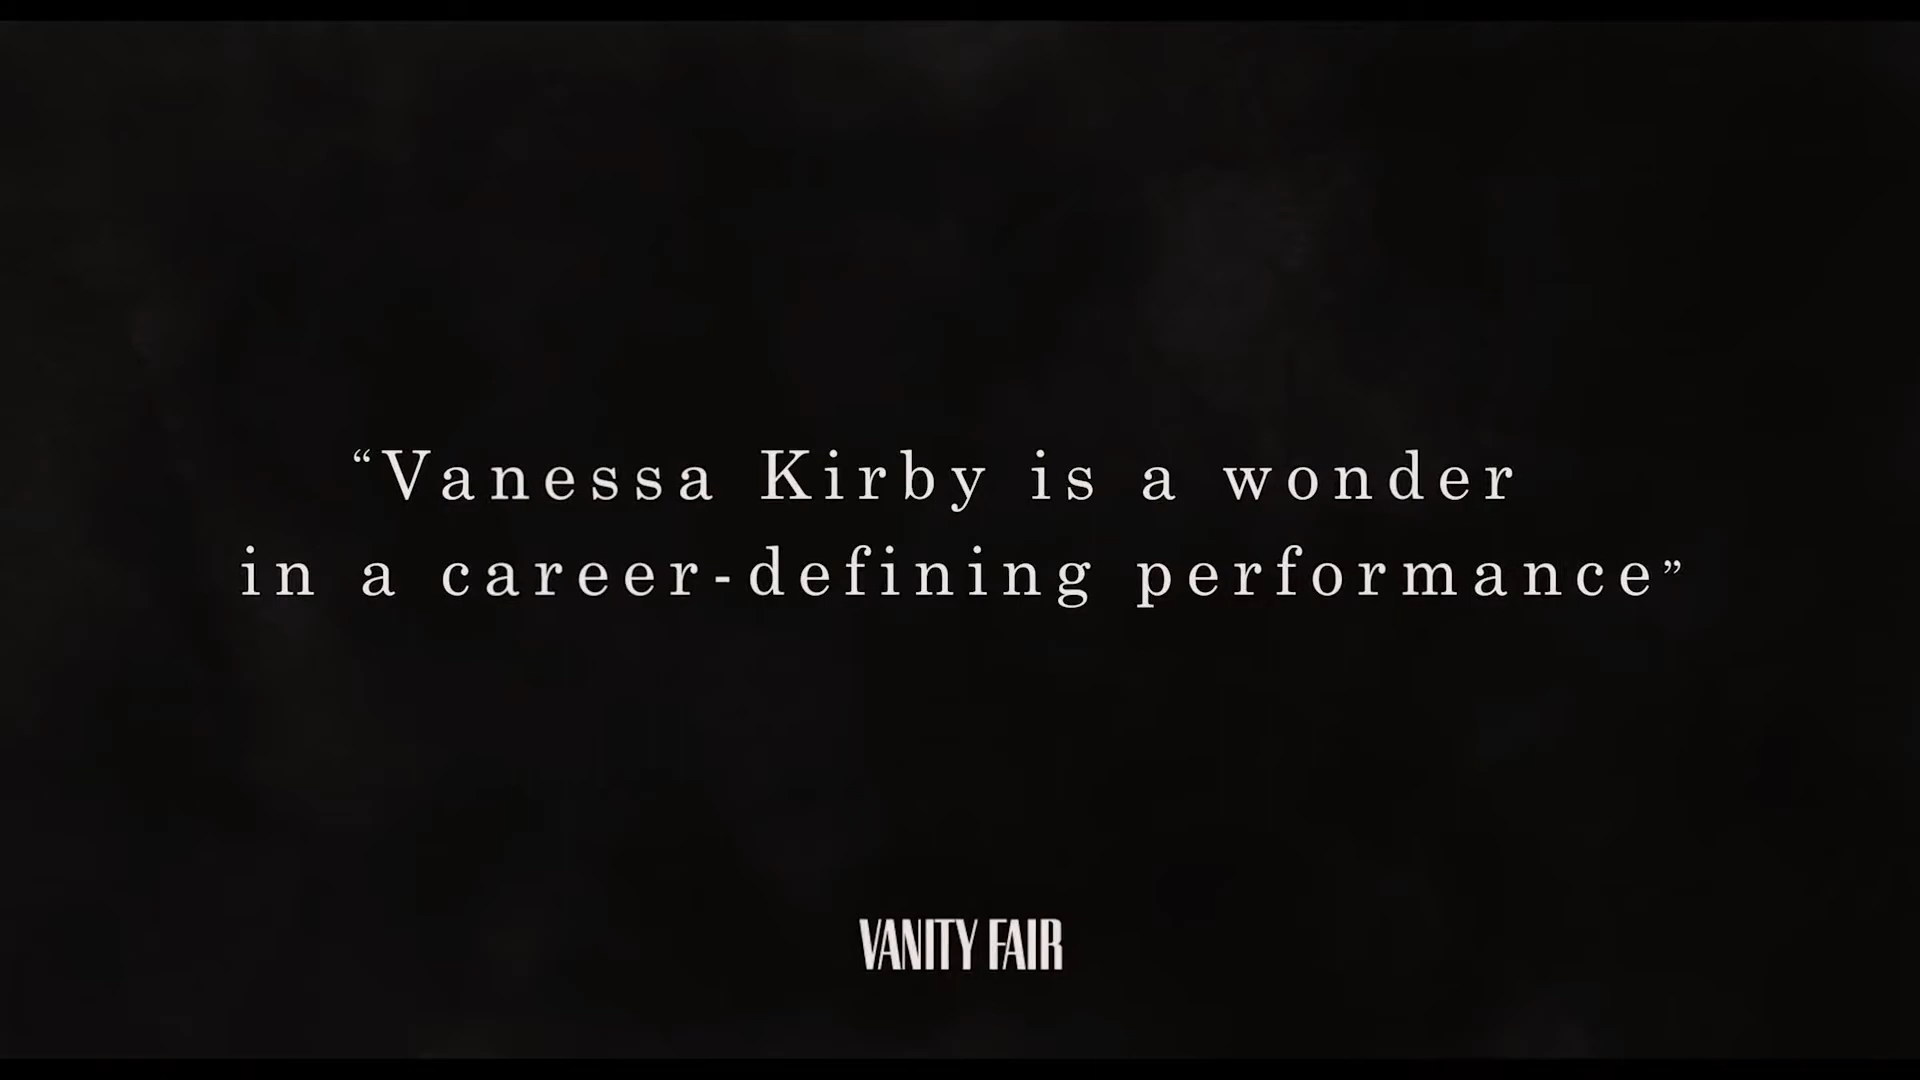 “Vanessa Kirby is a wonder
in a career-defining performance”
VANITY FAIR